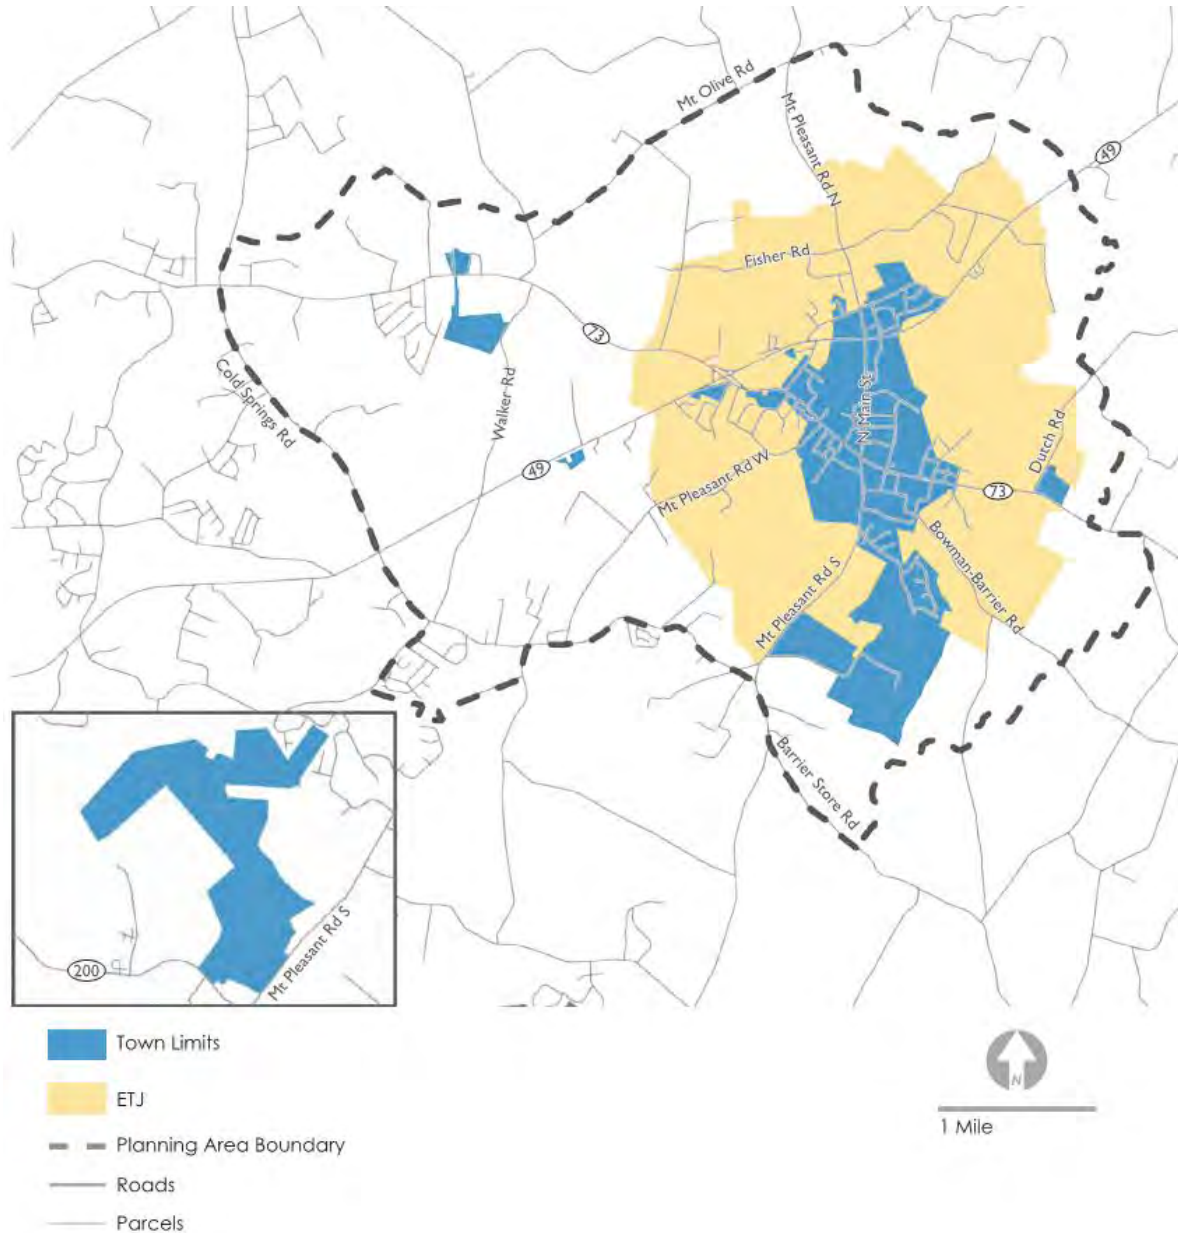 Mt Olive Rd
Mt Pleasant Rd N
49
Fisher Rd
73
Cold Springs Rd
Walker Rd
N Main St
Dutch Rd
49
Mt Pleasant Rd W
73
Bowman-Barrier Rd
Mt Pleasant Rd S
Barrier Store Rd
Mt Pleasant Rd S
200
Town Limits
ETJ
Planning Area Boundary
Roads
Parcels
N
1 Mile